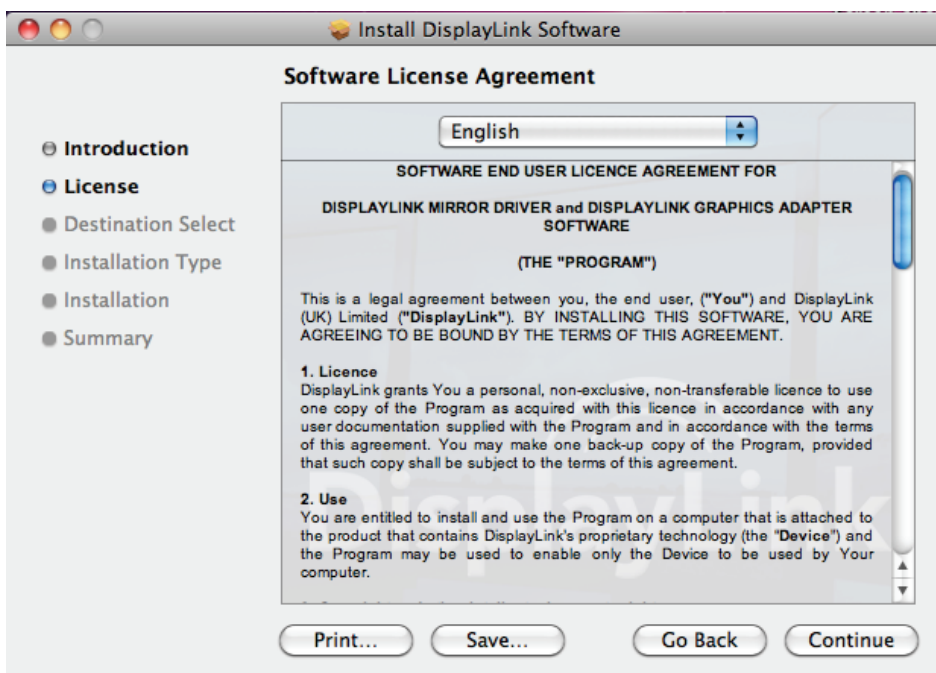 Install DisplayLink Software
Software License Agreement
Introduction
License
Destination Select
Installation Type
Installation
Summary
English
SOFTWARE END USER LICENCE AGREEMENT FOR
DISPLAYLINK MIRROR DRIVER and DISPLAYLINK GRAPHICS ADAPTER
SOFTWARE
(THE "PROGRAM")
This is a legal agreement between you, the end user, ("You") and DisplayLink
(UK) Limited ("DisplayLink"). BY INSTALLING THIS SOFTWARE, YOU ARE
AGREEING TO BE BOUND BY THE TERMS OF THIS AGREEMENT.
1. Licence
DisplayLink grants You a personal, non-exclusive, non-transferable licence to use
one copy of the Program as acquired with this licence in accordance with any
user documentation supplied with the Program and in accordance with the terms
of this agreement. You may make one back-up copy of the Program, provided
that such copy shall be subject to the terms of this agreement.
2. Use
You are entitled to install and use the Program on a computer that is attached to
the product that contains DisplayLink's proprietary technology (the "Device") and
the Program may be used to enable only the Device to be used by Your
computer.
DisplayLink
Print...
Save...
Go Back
Continue